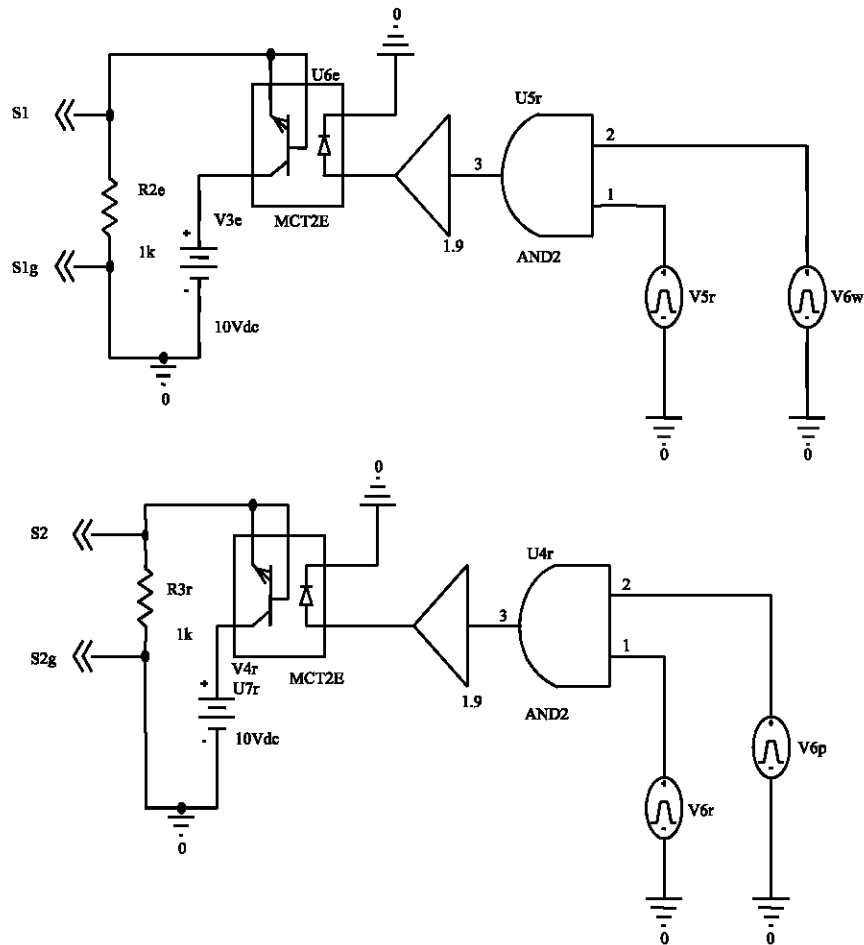 0
U6e
S1
U5r
2
3
R2e
1
V3e
MCT2E
+
1.9
AND2
S1g
1k
+
V5r
V6w
-
10Vdc
0
0
0
0
S2
U4r
2
R3r
3
1
1k
S2g
V4r
MCT2E
U7r
+
1.9
AND2
10Vdc
-
V6p
V6r
0
0
0